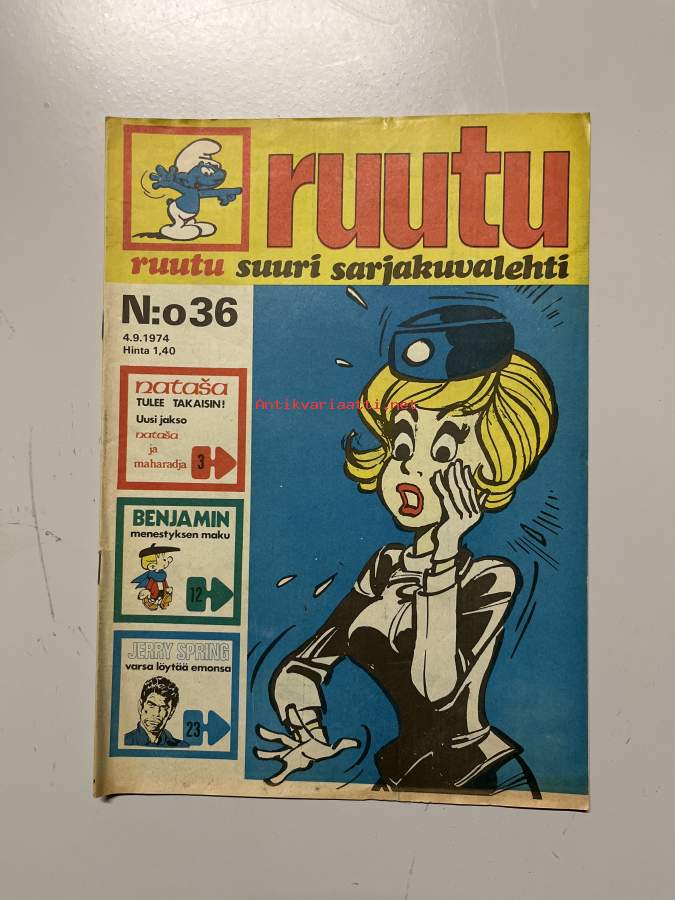 ruutu
ruutu suuri sarjakuvalehti
N:o 36
4.9.1974
Hinta 1,40
nataša
TULEE TAKAISIN!
Uusi jakso
nataša
ja
maharadja
3
BENJAMIN
menestyksen maku
12
JERRY SPRING
varsa löytää emonsa
23
Antikvariaatti.net